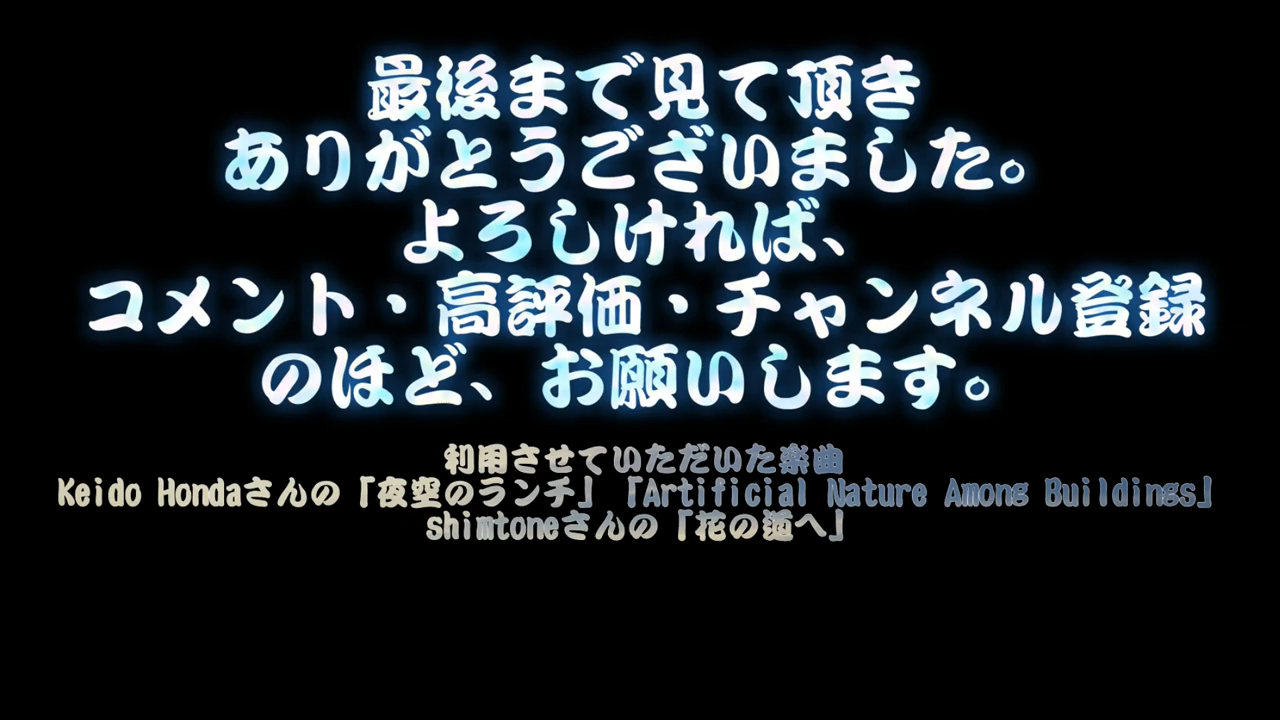 最後まで見て頂き
ありがとうございました。
よろしければ、
コメント・高評価・チャンネル登録
のほど、お願いします。
利用させていただいた楽曲
Keido Hondaさんの「夜空のランチ」「Artificial Nature Among Buildings」
shimtoneさんの「花の道へ」